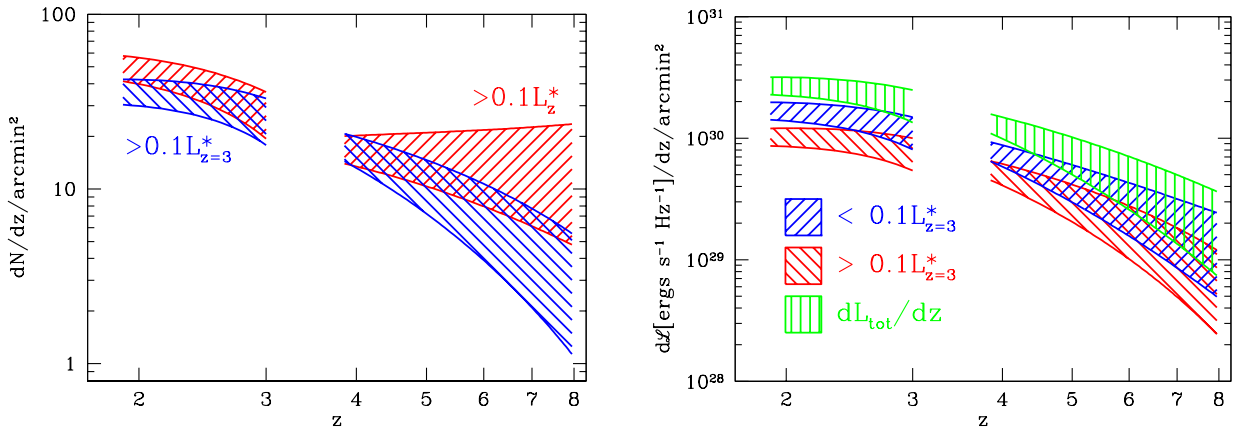 100
10
1
dN/dz/arcmin²
>0.1L*z
>0.1L*z=3
2 3 4 5 6 7 8
z
10³¹
10³⁰
10²⁹
10²⁸
dℒ[ergs s⁻¹ Hz⁻¹]/dz/arcmin²
< 0.1L*z=3
> 0.1L*z=3
dLtot/dz
2 3 4 5 6 7 8
z